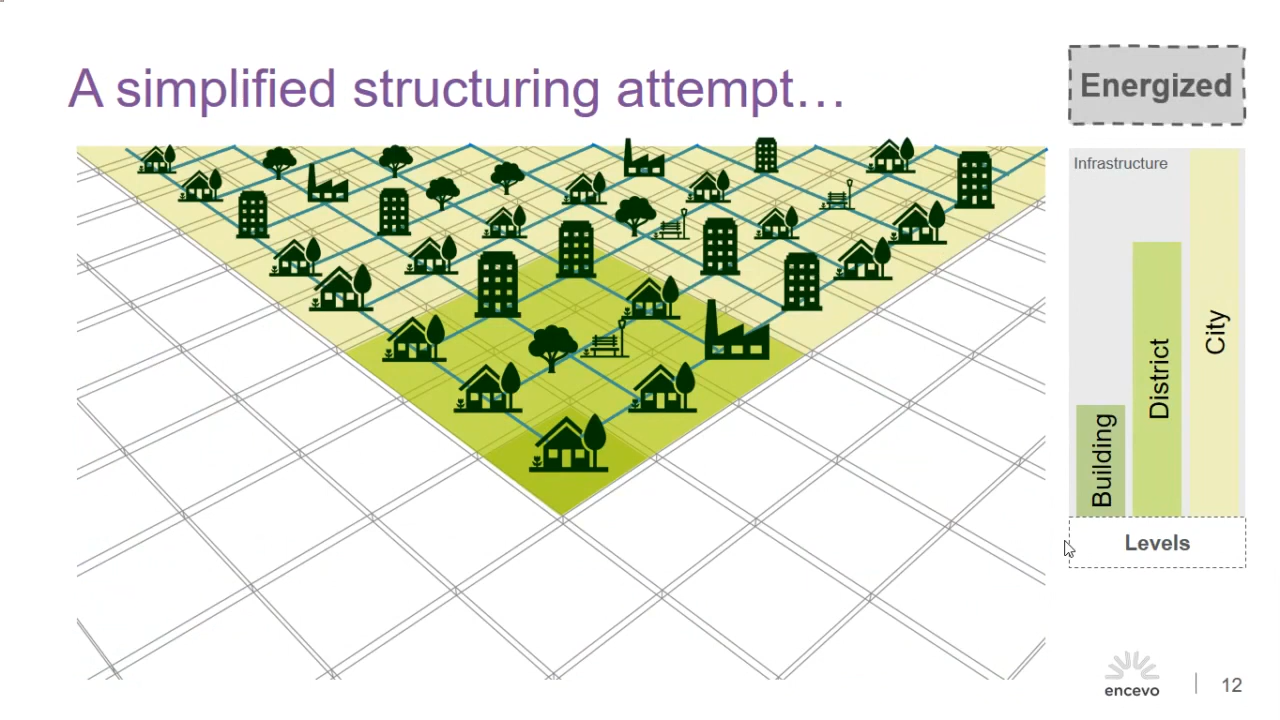 A simplified structuring attempt…
Energized
Infrastructure
Building
District
City
Levels
encevo
12